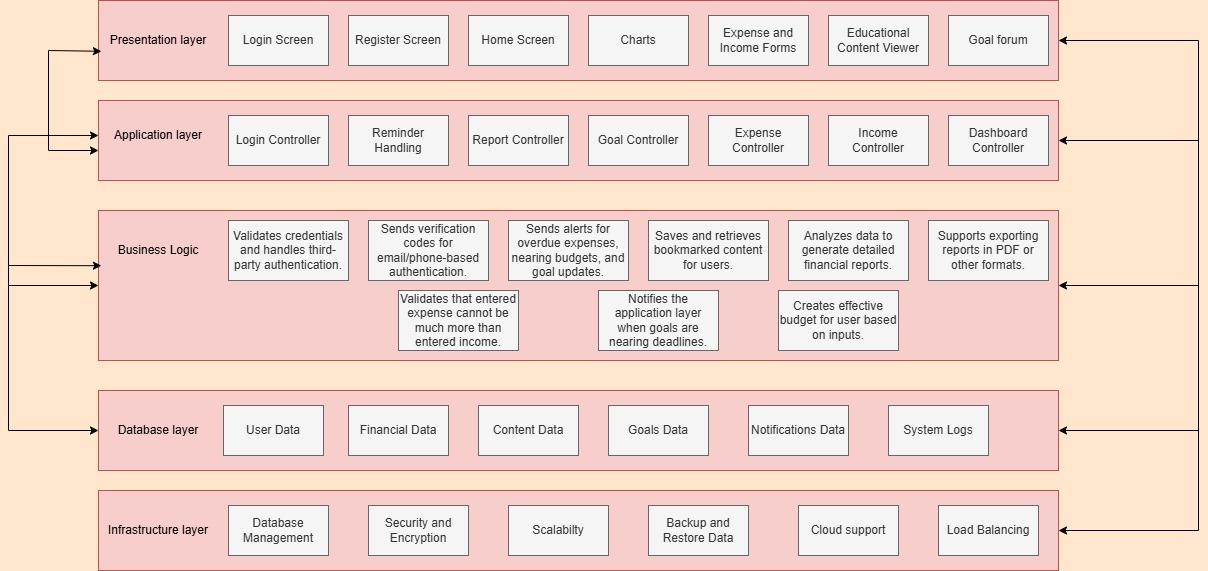 Presentation layer
Login Screen
Register Screen
Home Screen
Charts
Expense and
Income Forms
Educational
Content Viewer
Goal forum
Application layer
Login Controller
Reminder
Handling
Report Controller
Goal Controller
Expense
Controller
Income
Controller
Dashboard
Controller
Business Logic
Validates credentials
and handles third-
party authentication.
Sends verification
codes for
email/phone-based
authentication.
Sends alerts for
overdue expenses,
nearing budgets, and
goal updates.
Saves and retrieves
bookmarked content
for users.
Analyzes data to
generate detailed
financial reports.
Supports exporting
reports in PDF or
other formats.
Validates that entered
expense cannot be
much more than
entered income.
Notifies the
application layer
when goals are
nearing deadlines.
Creates effective
budget for user based
on inputs.
Database layer
User Data
Financial Data
Content Data
Goals Data
Notifications Data
System Logs
Infrastructure layer
Database
Management
Security and
Encryption
Scalabilty
Backup and
Restore Data
Cloud support
Load Balancing